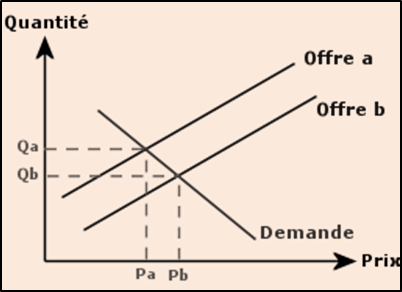 Quantité
Offre a
Offre b
Qa
Qb
Demande
Prix
Pa
Pb